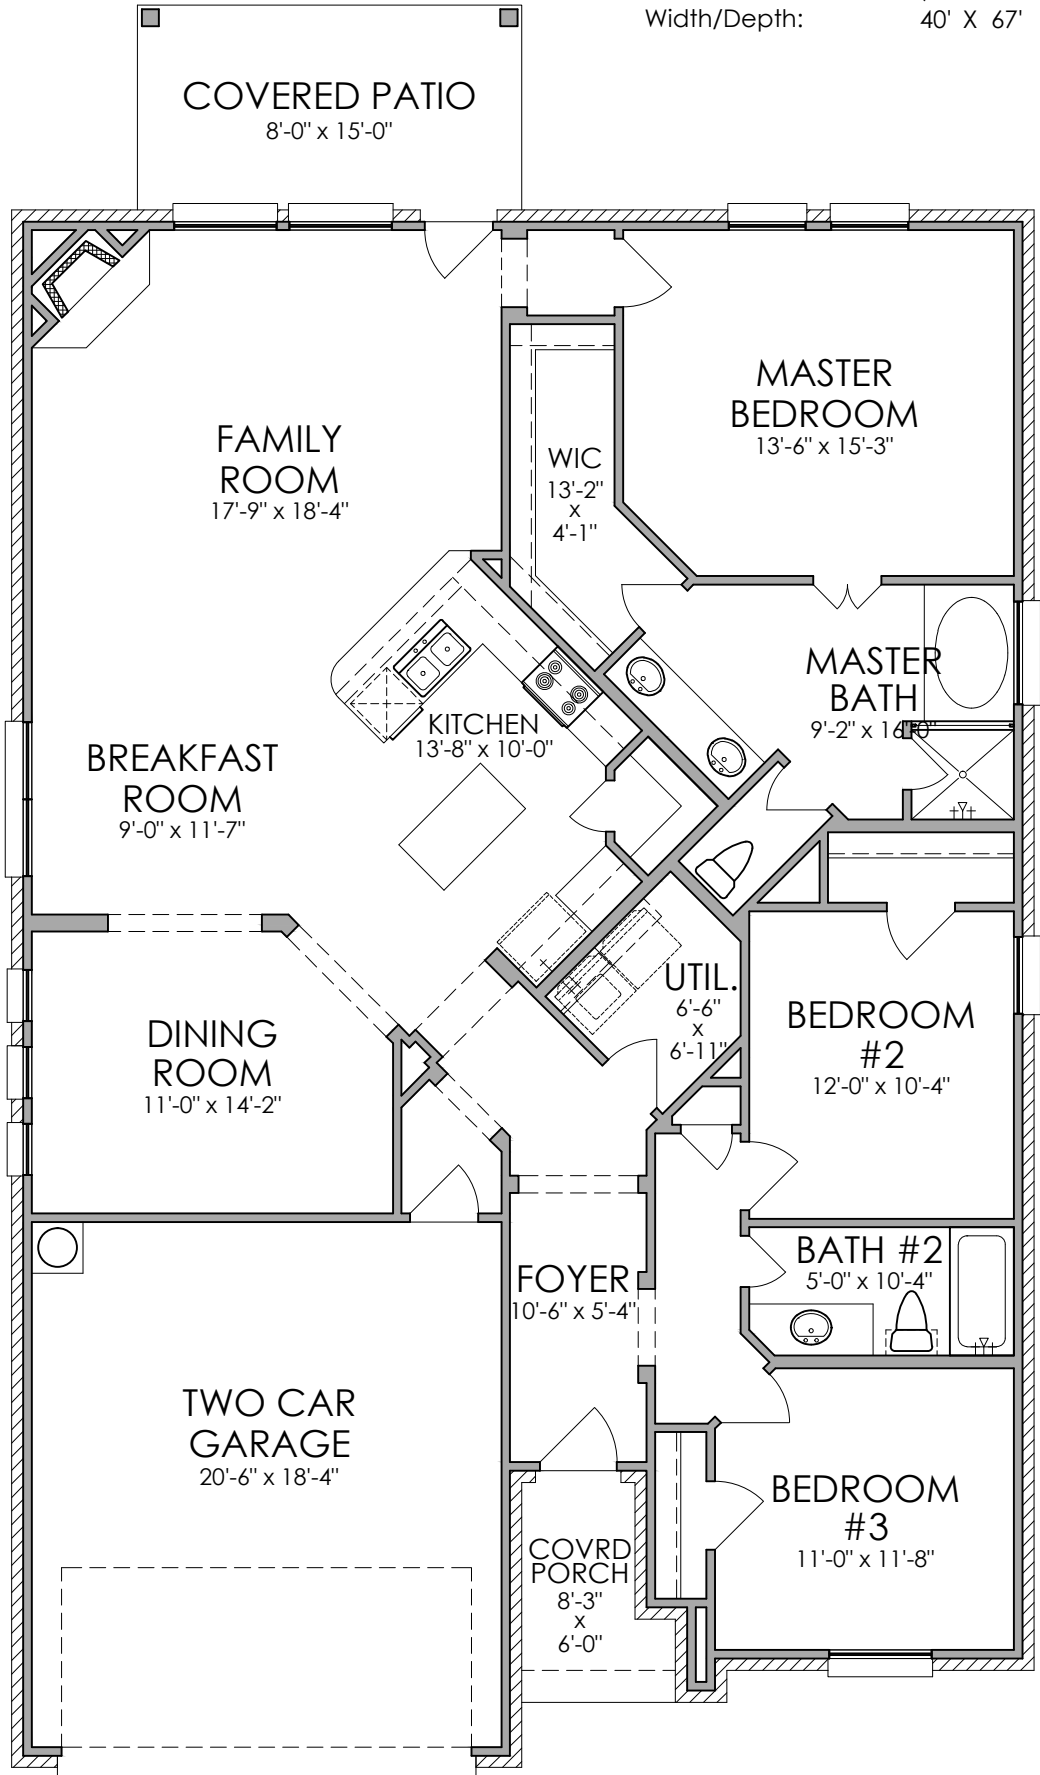 Width/Depth: 40' X 67'
COVERED PATIO
8'-0" x 15'-0"
MASTER
BEDROOM
13'-6" x 15'-3"
FAMILY
ROOM
17'-9" x 18'-4"
WIC
13'-2"
x
4'-1"
MASTER
BATH
9'-2" x 16'-0"
KITCHEN
13'-8" x 10'-0"
BREAKFAST
ROOM
9'-0" x 11'-7"
UTIL.
6'-6"
x
6'-11"
BEDROOM
#2
12'-0" x 10'-4"
DINING
ROOM
11'-0" x 14'-2"
BATH #2
5'-0" x 10'-4"
FOYER
10'-6" x 5'-4"
TWO CAR
GARAGE
20'-6" x 18'-4"
BEDROOM
#3
11'-0" x 11'-8"
COVRD
PORCH
8'-3"
x
6'-0"